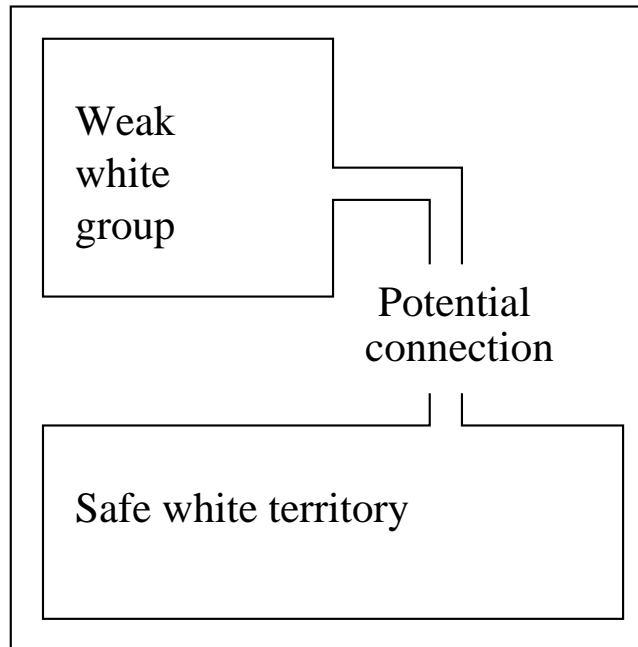 Weak
white
group
Potential
connection
Safe white territory